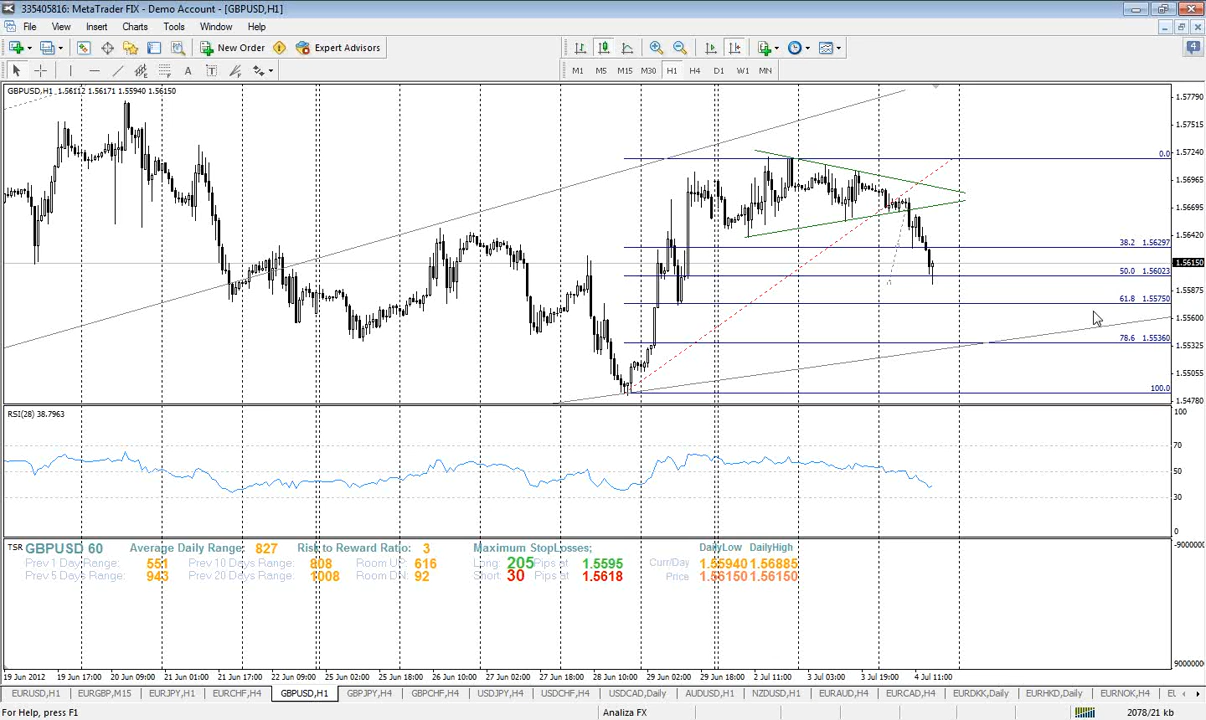 335405816: MetaTrader FIX - Demo Account - [GBPUSD,H1]
File View Insert Charts Tools Window Help
New Order Expert Advisors 4
A T M1 M5 M15 M30 H1 H4 D1 W1 MN
GBPUSD,H1 1.56112 1.56171 1.55940 1.56150
1.57790
1.57515
0.0 1.57240
1.56965
1.56695
38.2 1.56297 1.56420
1.56150
50.0 1.56023
1.55875
61.8 1.55750
1.55600
78.6 1.55360 1.55325
1.55055
100.0 1.54780
RSI(28) 38.7963
100
70
50
30
0
TSR GBPUSD 60 Average Daily Range: 827 Risk to Reward Ratio: 3 Maximum StopLosses; DailyLow DailyHigh -9000000
Prev 1 Day Range: 551 Prev 10 Days Range: 808 Room UP: 616 Long: 205 Pips at 1.5595 Curr/Day 1.55940 1.56885
Prev 5 Days Range: 943 Prev 20 Days Range: 1008 Room DN: 92 Short: 30 Pips at 1.5618 Price 1.56150 1.56150
9000000
19 Jun 2012 19 Jun 17:00 20 Jun 09:00 21 Jun 01:00 21 Jun 17:00 22 Jun 09:00 25 Jun 02:00 25 Jun 18:00 26 Jun 10:00 27 Jun 02:00 27 Jun 18:00 28 Jun 10:00 29 Jun 02:00 29 Jun 18:00 2 Jul 11:00 3 Jul 03:00 3 Jul 19:00 4 Jul 11:00
EURUSD,H1 EURGBP,M15 EURJPY,H1 EURCHF,H4 GBPUSD,H1 GBPJPY,H4 GBPCHF,H4 USDJPY,H4 USDCHF,H4 USDCAD,Daily AUDUSD,H1 NZDUSD,H1 EURAUD,H4 EURCAD,H4 EURDKK,Daily EURHKD,Daily EURNOK,H4
For Help, press F1 Analiza FX 2078/21 kb